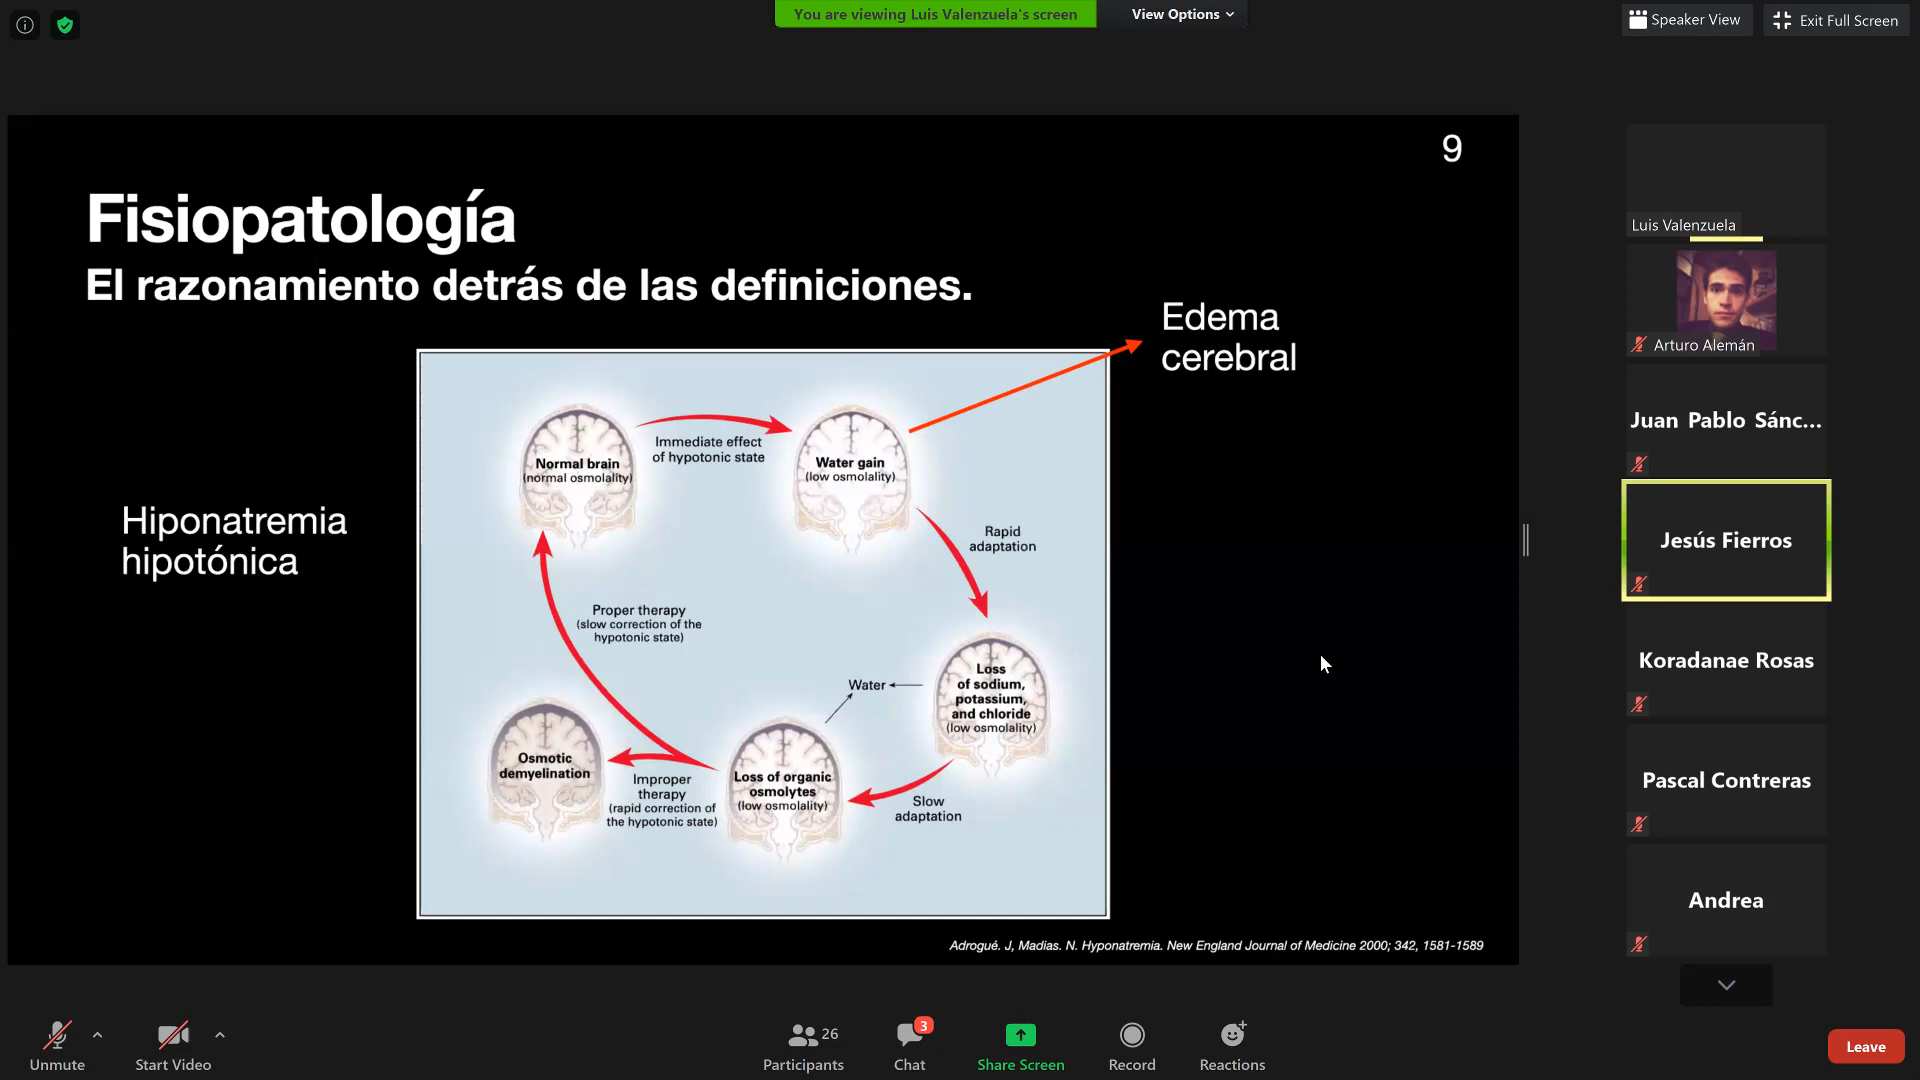 You are viewing Luis Valenzuela's screen
View Options
Speaker View
Exit Full Screen
9
Fisiopatología
El razonamiento detrás de las definiciones.
Edema
cerebral
Hiponatremia
hipotónica
Normal brain
(normal osmolality)
Immediate effect
of hypotonic state
Water gain
(low osmolality)
Rapid
adaptation
Proper therapy
(slow correction of the
hypotonic state)
Water
Loss
of sodium,
potassium,
and chloride
(low osmolality)
Osmotic
demyelination
Improper
therapy
(rapid correction of
the hypotonic state)
Loss of organic
osmolytes
(low osmolality)
Slow
adaptation
Adrogué. J, Madias. N. Hyponatremia. New England Journal of Medicine 2000; 342, 1581-1589
Luis Valenzuela
Arturo Alemán
Juan Pablo Sánc...
Jesús Fierros
Koradanae Rosas
Pascal Contreras
Andrea
Unmute
Start Video
26
Participants
3
Chat
Share Screen
Record
Reactions
Leave